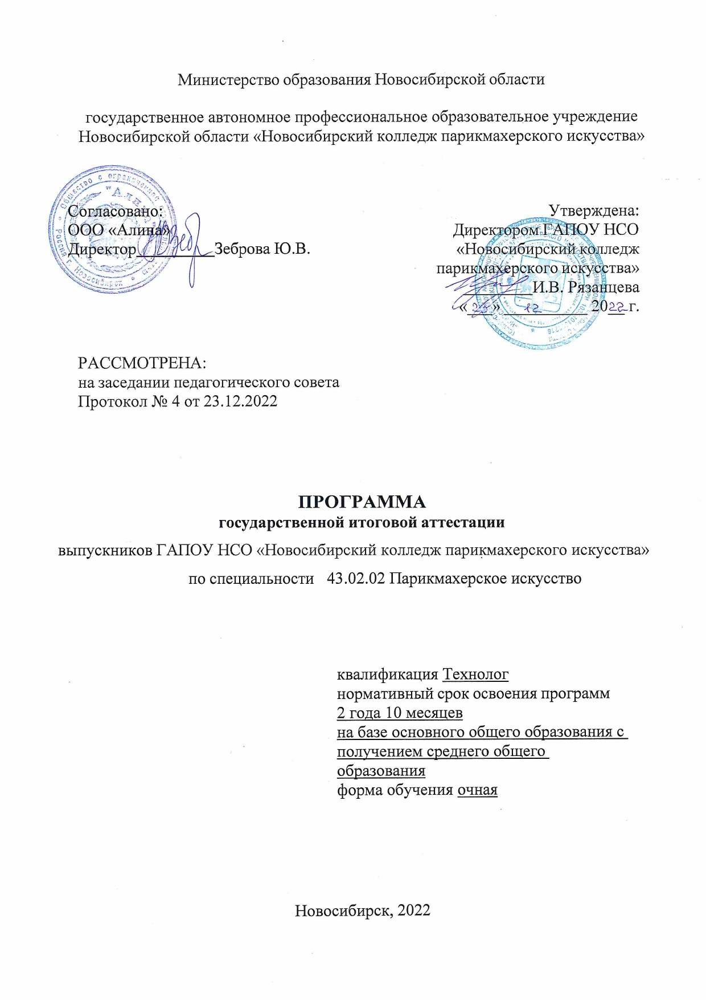 Министерство образования Новосибирской области
государственное автономное профессиональное образовательное учреждение
Новосибирской области «Новосибирский колледж парикмахерского искусства»
Согласовано:
ООО «Алина»
Директор__________Зеброва Ю.В.
Утверждена:
Директором ГАПОУ НСО
«Новосибирский колледж
парикмахерского искусства»
_________И.В. Рязанцева
«23» 12 2022 г.
РАССМОТРЕНА:
на заседании педагогического совета
Протокол № 4 от 23.12.2022
ПРОГРАММА
государственной итоговой аттестации
выпускников ГАПОУ НСО «Новосибирский колледж парикмахерского искусства»
по специальности 43.02.02 Парикмахерское искусство
квалификация Технолог
нормативный срок освоения программ
2 года 10 месяцев
на базе основного общего образования с
получением среднего общего
образования
форма обучения очная
Новосибирск, 2022